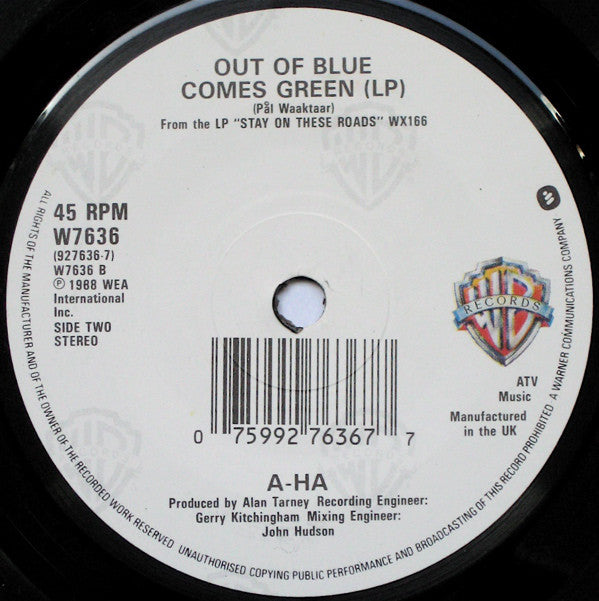 OUT OF BLUE
COMES GREEN (LP)
(Pål Waaktaar)
From the LP "STAY ON THESE ROADS" WX166
45 RPM
W7636
(927636-7)
W7636 B
Ⓟ 1988 WEA
International
Inc.
SIDE TWO
STEREO
WB
RECORDS
ATV
Music
Manufactured
in the UK
0 75992 76367 7
A-HA
Produced by Alan Tarney Recording Engineer:
Gerry Kitchingham Mixing Engineer:
John Hudson
ALL RIGHTS OF THE MANUFACTURER AND OF THE OWNER OF THE RECORDED WORK RESERVED UNAUTHORISED COPYING PUBLIC PERFORMANCE AND BROADCASTING OF THIS RECORD PROHIBITED A WARNER COMMUNICATIONS COMPANY